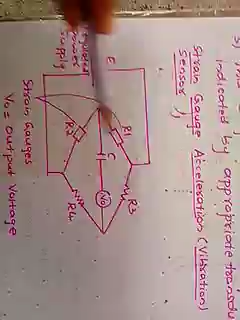 indicated by appropriate transdu
Strain Gauge Acceleration (Vibration)
Sensor
E
Supply
R1
R2
C
Vo
R3
R4
Strain Gauges
Vo = Output Voltage